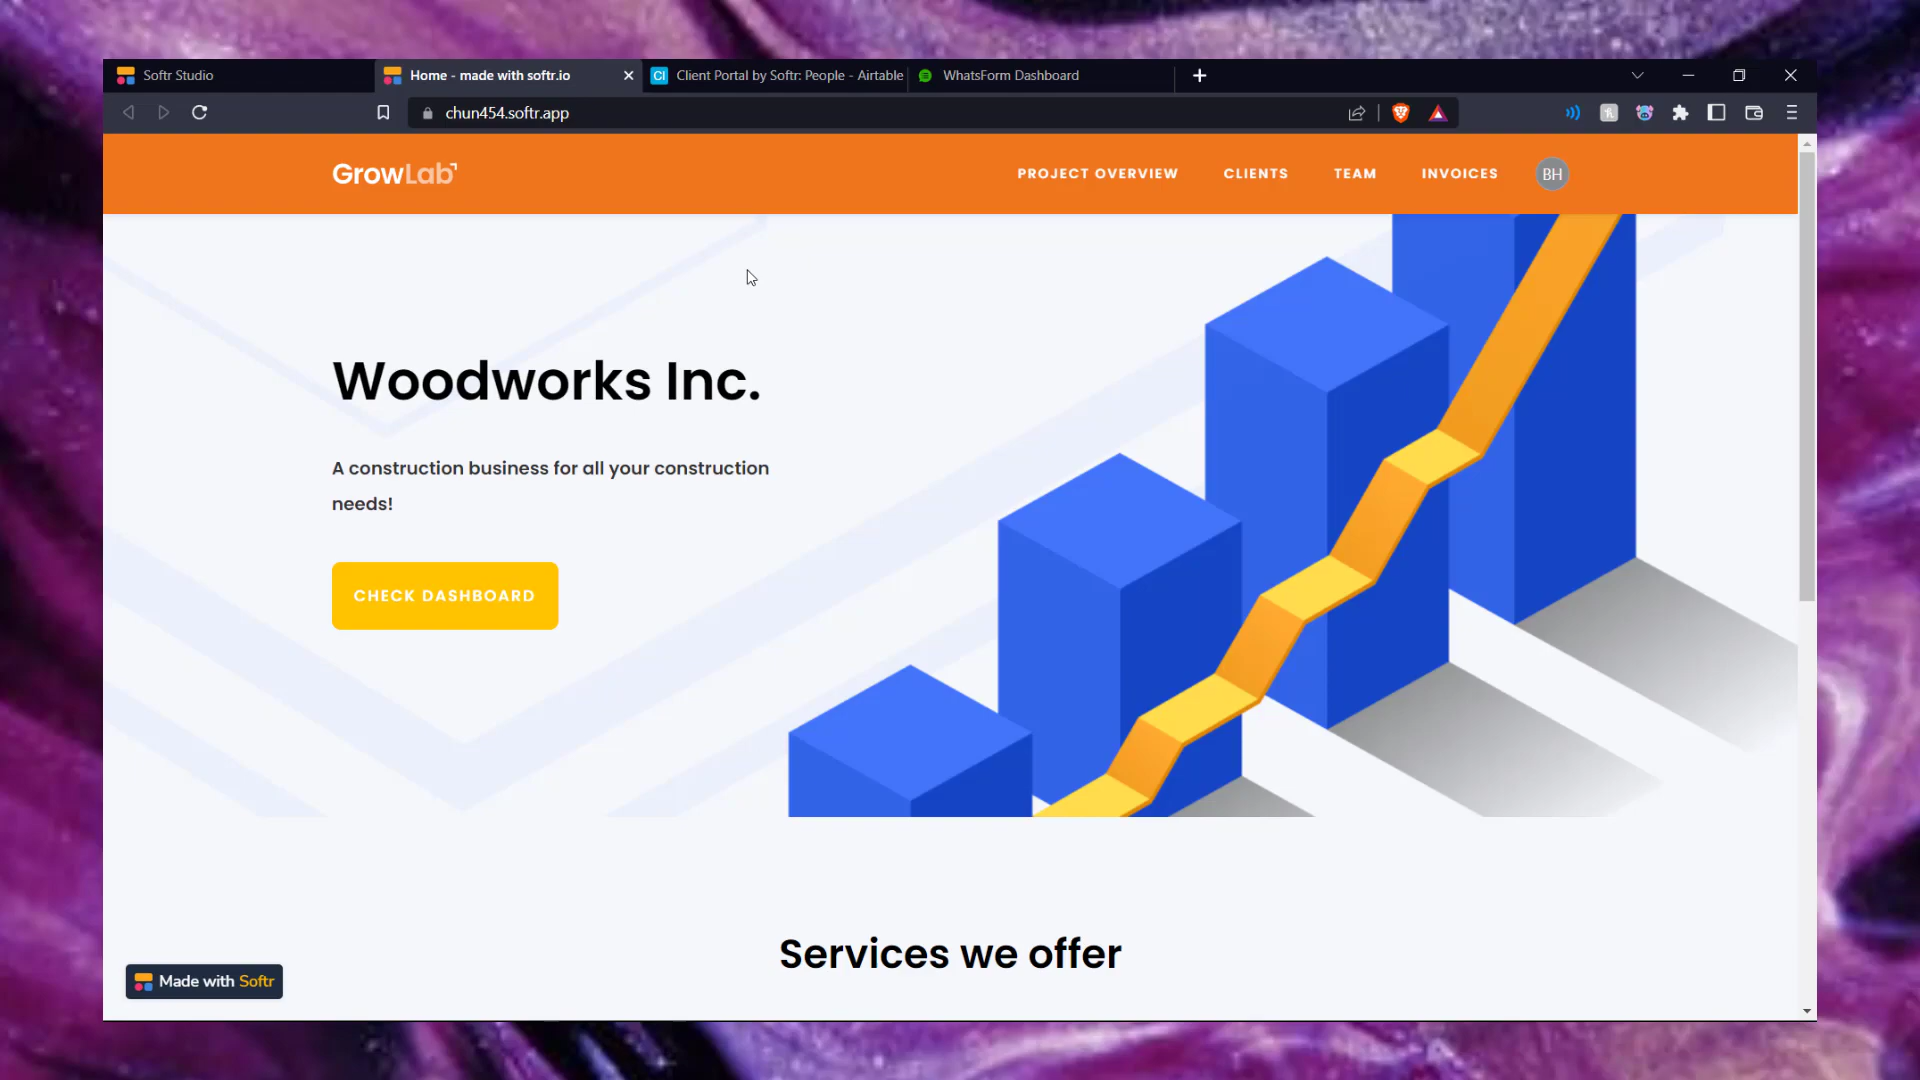 Softr Studio
Home - made with softr.io
Client Portal by Softr: People - Airtable
WhatsForm Dashboard
chun454.softr.app
GrowLab
PROJECT OVERVIEW
CLIENTS
TEAM
INVOICES
BH
Woodworks Inc.
A construction business for all your construction
needs!
CHECK DASHBOARD
Services we offer
Made with Softr